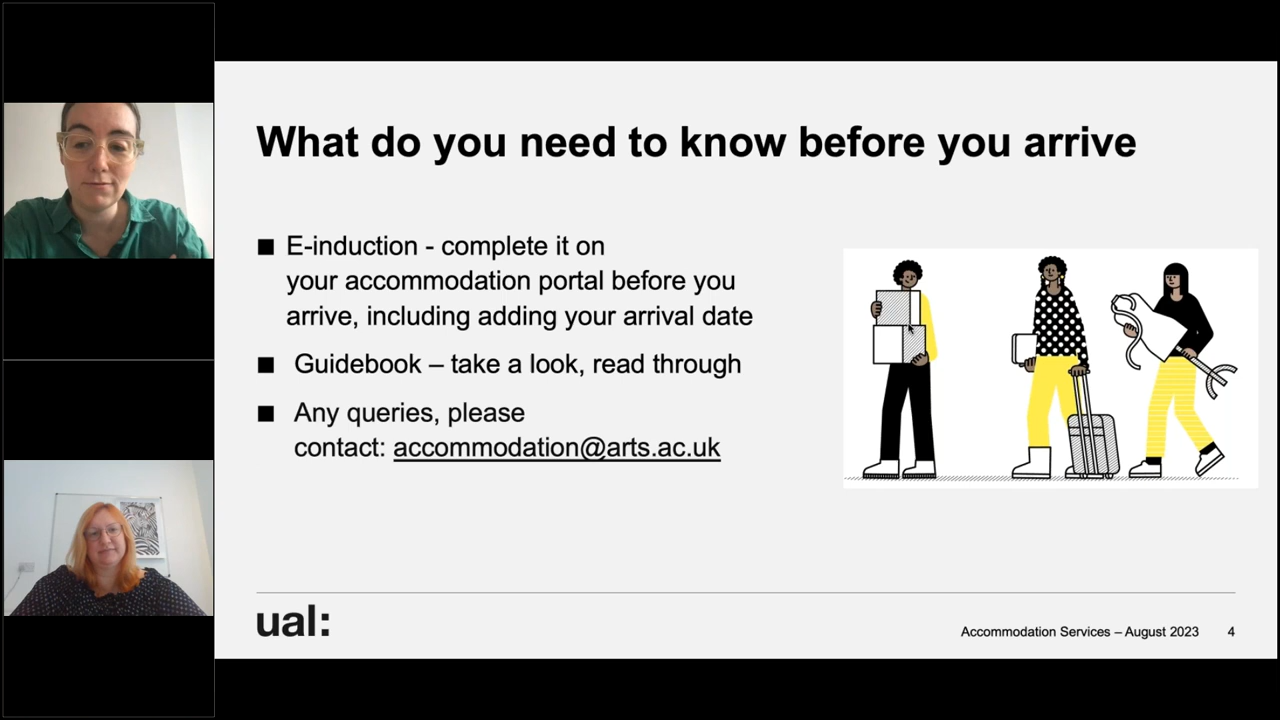 What do you need to know before you arrive
■ E-induction - complete it on
your accommodation portal before you
arrive, including adding your arrival date
■ Guidebook – take a look, read through
■ Any queries, please
contact: accommodation@arts.ac.uk
ual:
Accommodation Services – August 2023 4